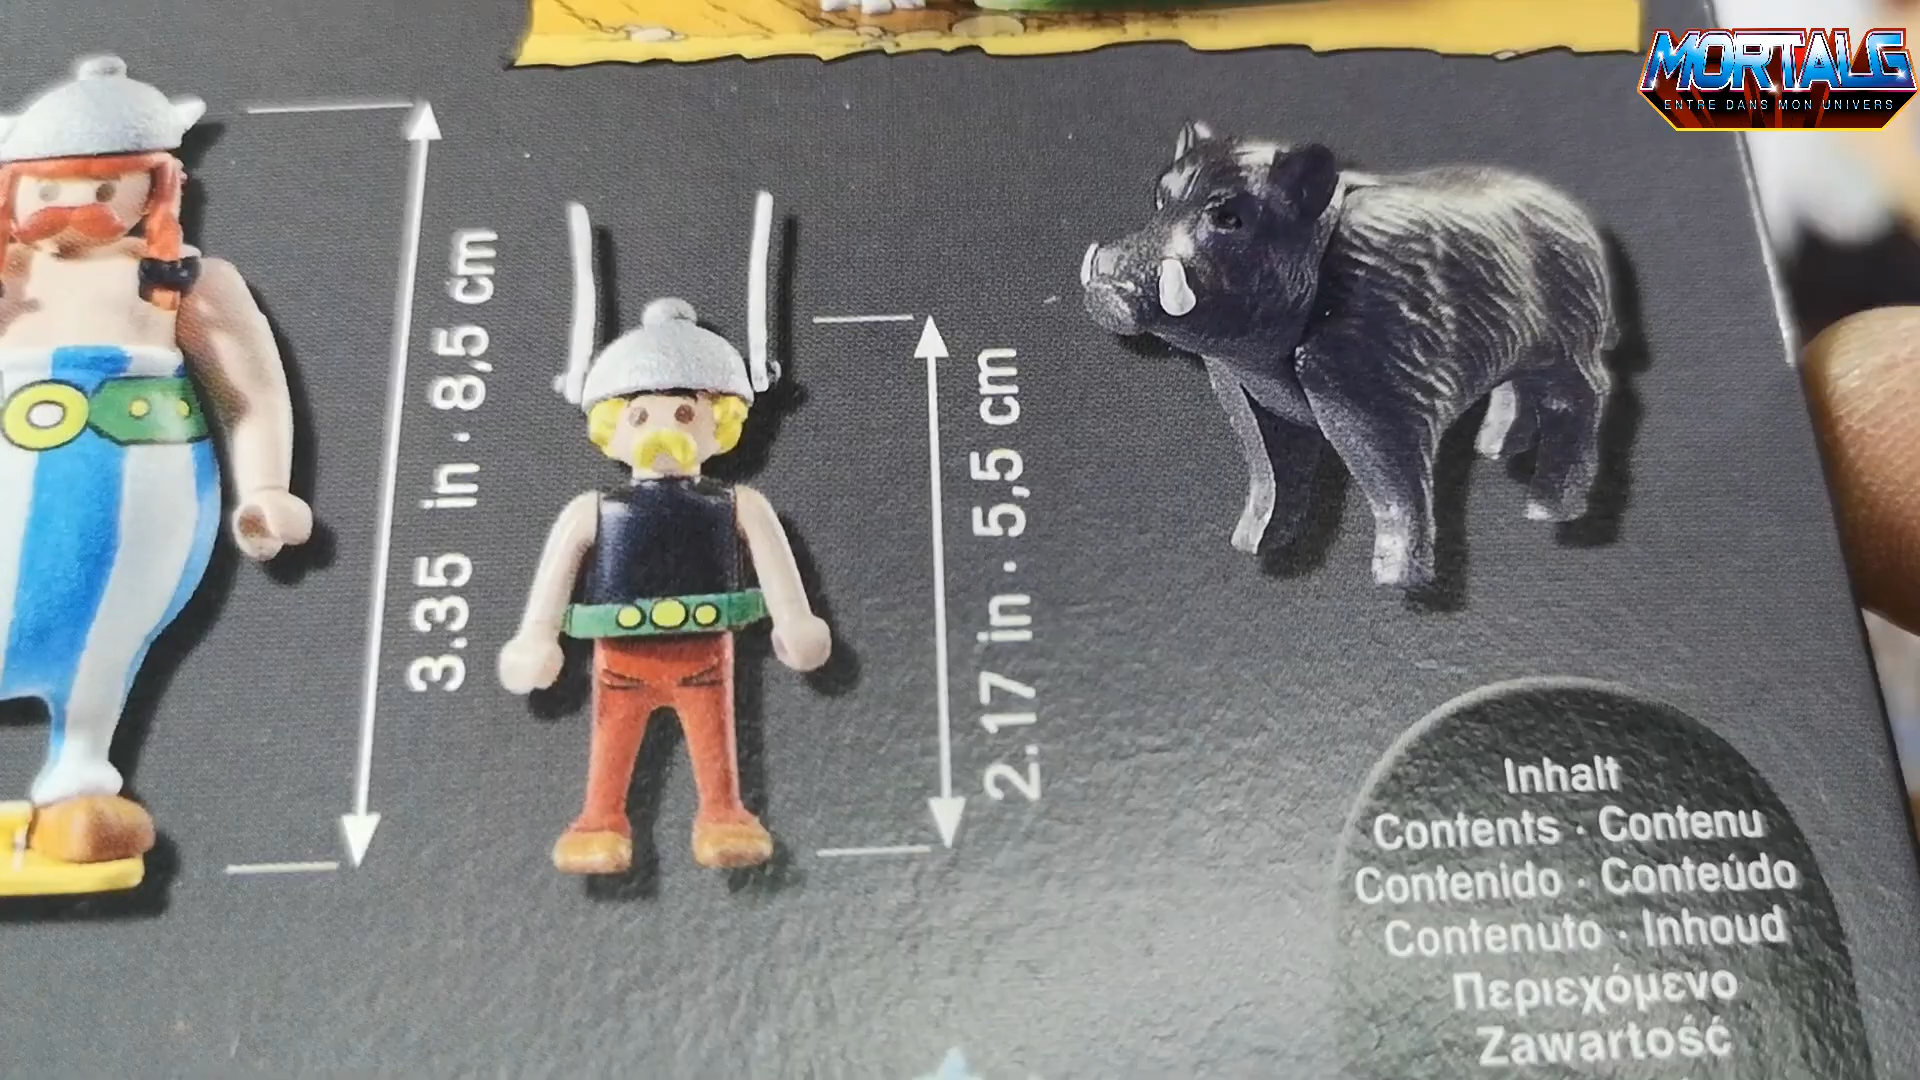 MORTALG
ENTRE DANS MON UNIVERS
3.35 in · 8,5 cm
2.17 in · 5,5 cm
Inhalt
Contents · Contenu
Contenido · Conteúdo
Contenuto · Inhoud
Περιεχόμενο
Zawartość